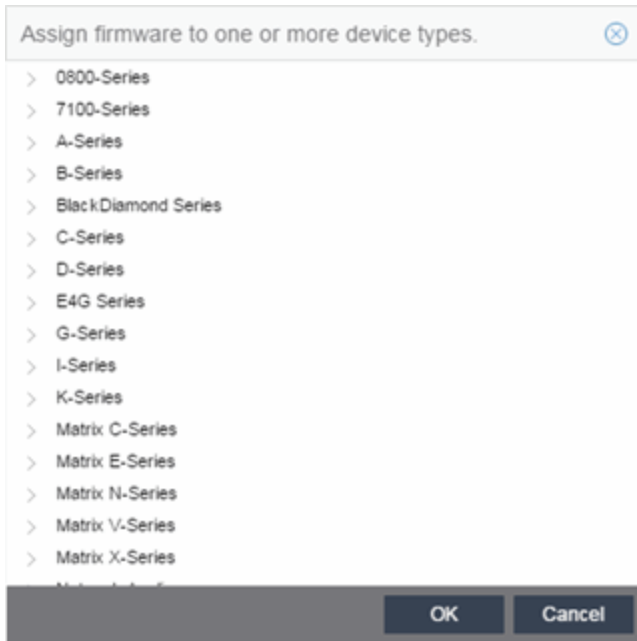 Assign firmware to one or more device types.
0800-Series
7100-Series
A-Series
B-Series
BlackDiamond Series
C-Series
D-Series
E4G Series
G-Series
I-Series
K-Series
Matrix C-Series
Matrix E-Series
Matrix N-Series
Matrix V-Series
Matrix X-Series
OK Cancel